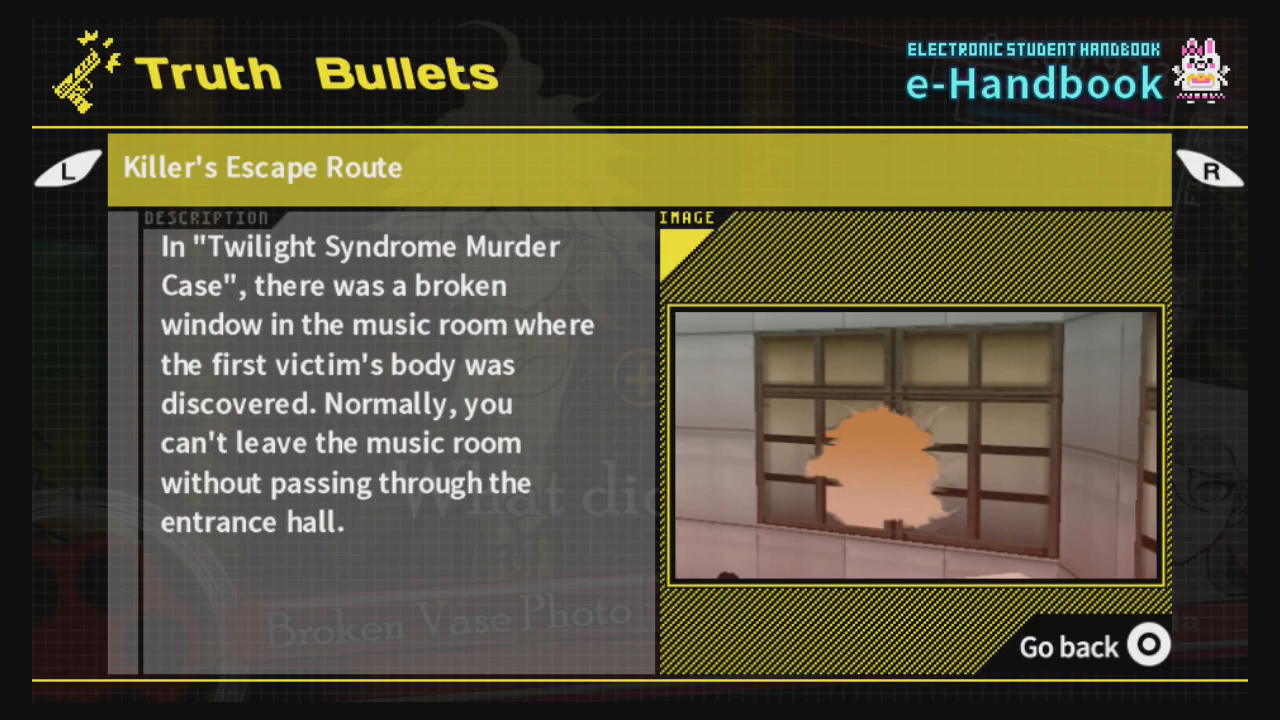 Truth Bullets
ELECTRONIC STUDENT HANDBOOK
e-Handbook
L
Killer's Escape Route
R
DESCRIPTION
IMAGE
In "Twilight Syndrome Murder
Case", there was a broken
window in the music room where
the first victim's body was
discovered. Normally, you
can't leave the music room
without passing through the
entrance hall.
What did
Broken Vase Photo
Go back